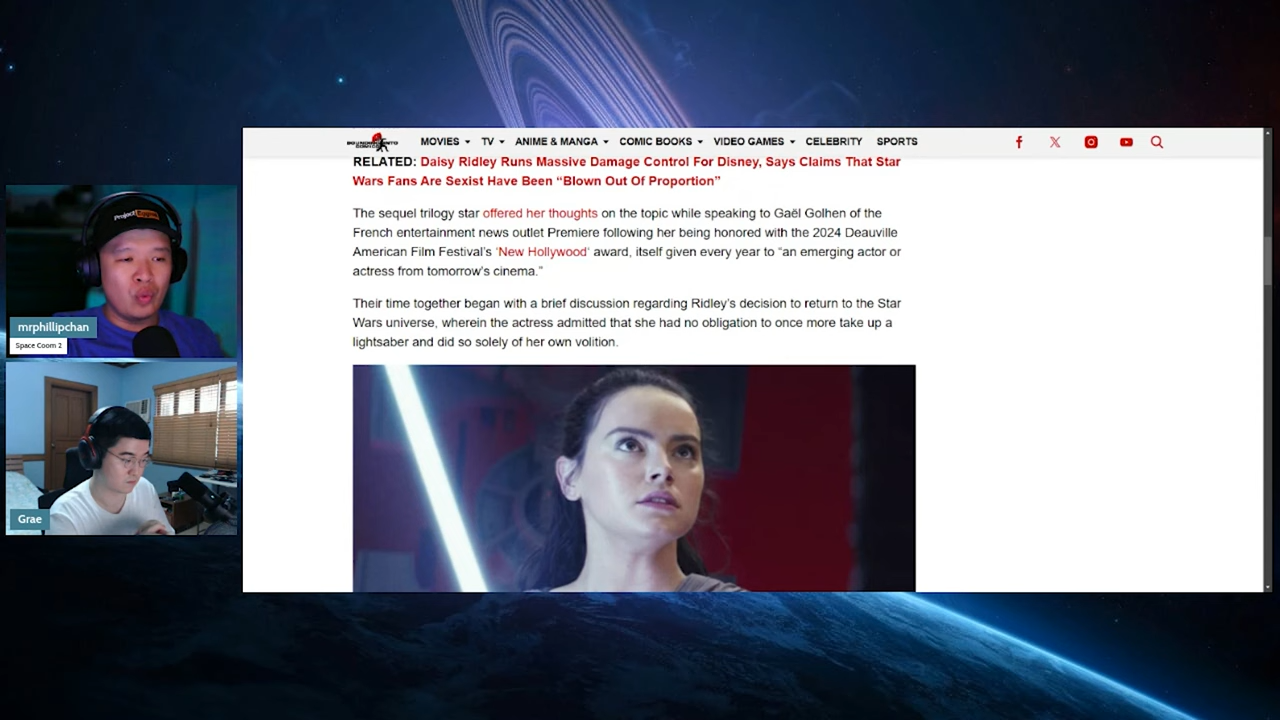 MOVIES TV ANIME & MANGA COMIC BOOKS VIDEO GAMES CELEBRITY SPORTS
RELATED: Daisy Ridley Runs Massive Damage Control For Disney, Says Claims That Star
Wars Fans Are Sexist Have Been “Blown Out Of Proportion”
The sequel trilogy star offered her thoughts on the topic while speaking to Gaël Golhen of the
French entertainment news outlet Premiere following her being honored with the 2024 Deauville
American Film Festival’s ‘New Hollywood‘ award, itself given every year to “an emerging actor or
actress from tomorrow’s cinema.”
Their time together began with a brief discussion regarding Ridley’s decision to return to the Star
Wars universe, wherein the actress admitted that she had no obligation to once more take up a
lightsaber and did so solely of her own volition.
mrphillipchan
Space Coom 2
Grae